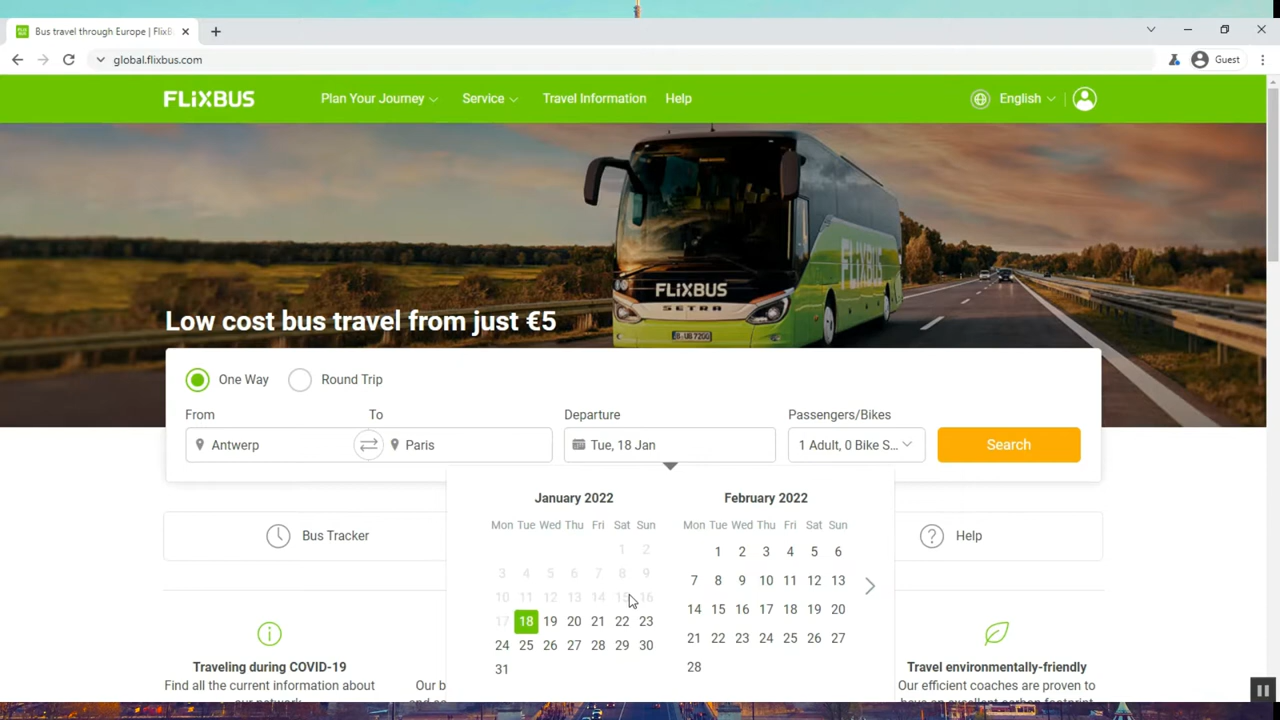 Bus travel through Europe | FlixB
global.flixbus.com
Guest
FLiXBUS
Plan Your Journey
Service
Travel Information
Help
English
FLiXBUS
FLiXBUS
SETRA
Low cost bus travel from just €5
One Way
Round Trip
From
To
Departure
Passengers/Bikes
Antwerp
Paris
Tue, 18 Jan
1 Adult, 0 Bike S...
Search
January 2022
February 2022
Mon Tue Wed Thu Fri Sat Sun
Mon Tue Wed Thu Fri Sat Sun
1 2
1 2 3 4 5 6
3 4 5 6 7 8 9
7 8 9 10 11 12 13
10 11 12 13 14 15 16
14 15 16 17 18 19 20
17 18 19 20 21 22 23
21 22 23 24 25 26 27
24 25 26 27 28 29 30
28
31
Bus Tracker
Help
Traveling during COVID-19
Find all the current information about
Our b
Travel environmentally-friendly
Our efficient coaches are proven to